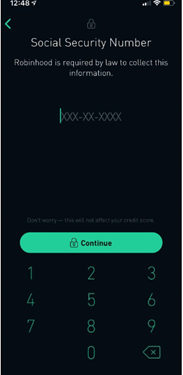 12:48
Social Security Number
Robinhood is required by law to collect this
information.
XXX-XX-XXXX
Don't worry — this will not affect your credit score.
Continue
1 2 3
4 5 6
7 8 9
0